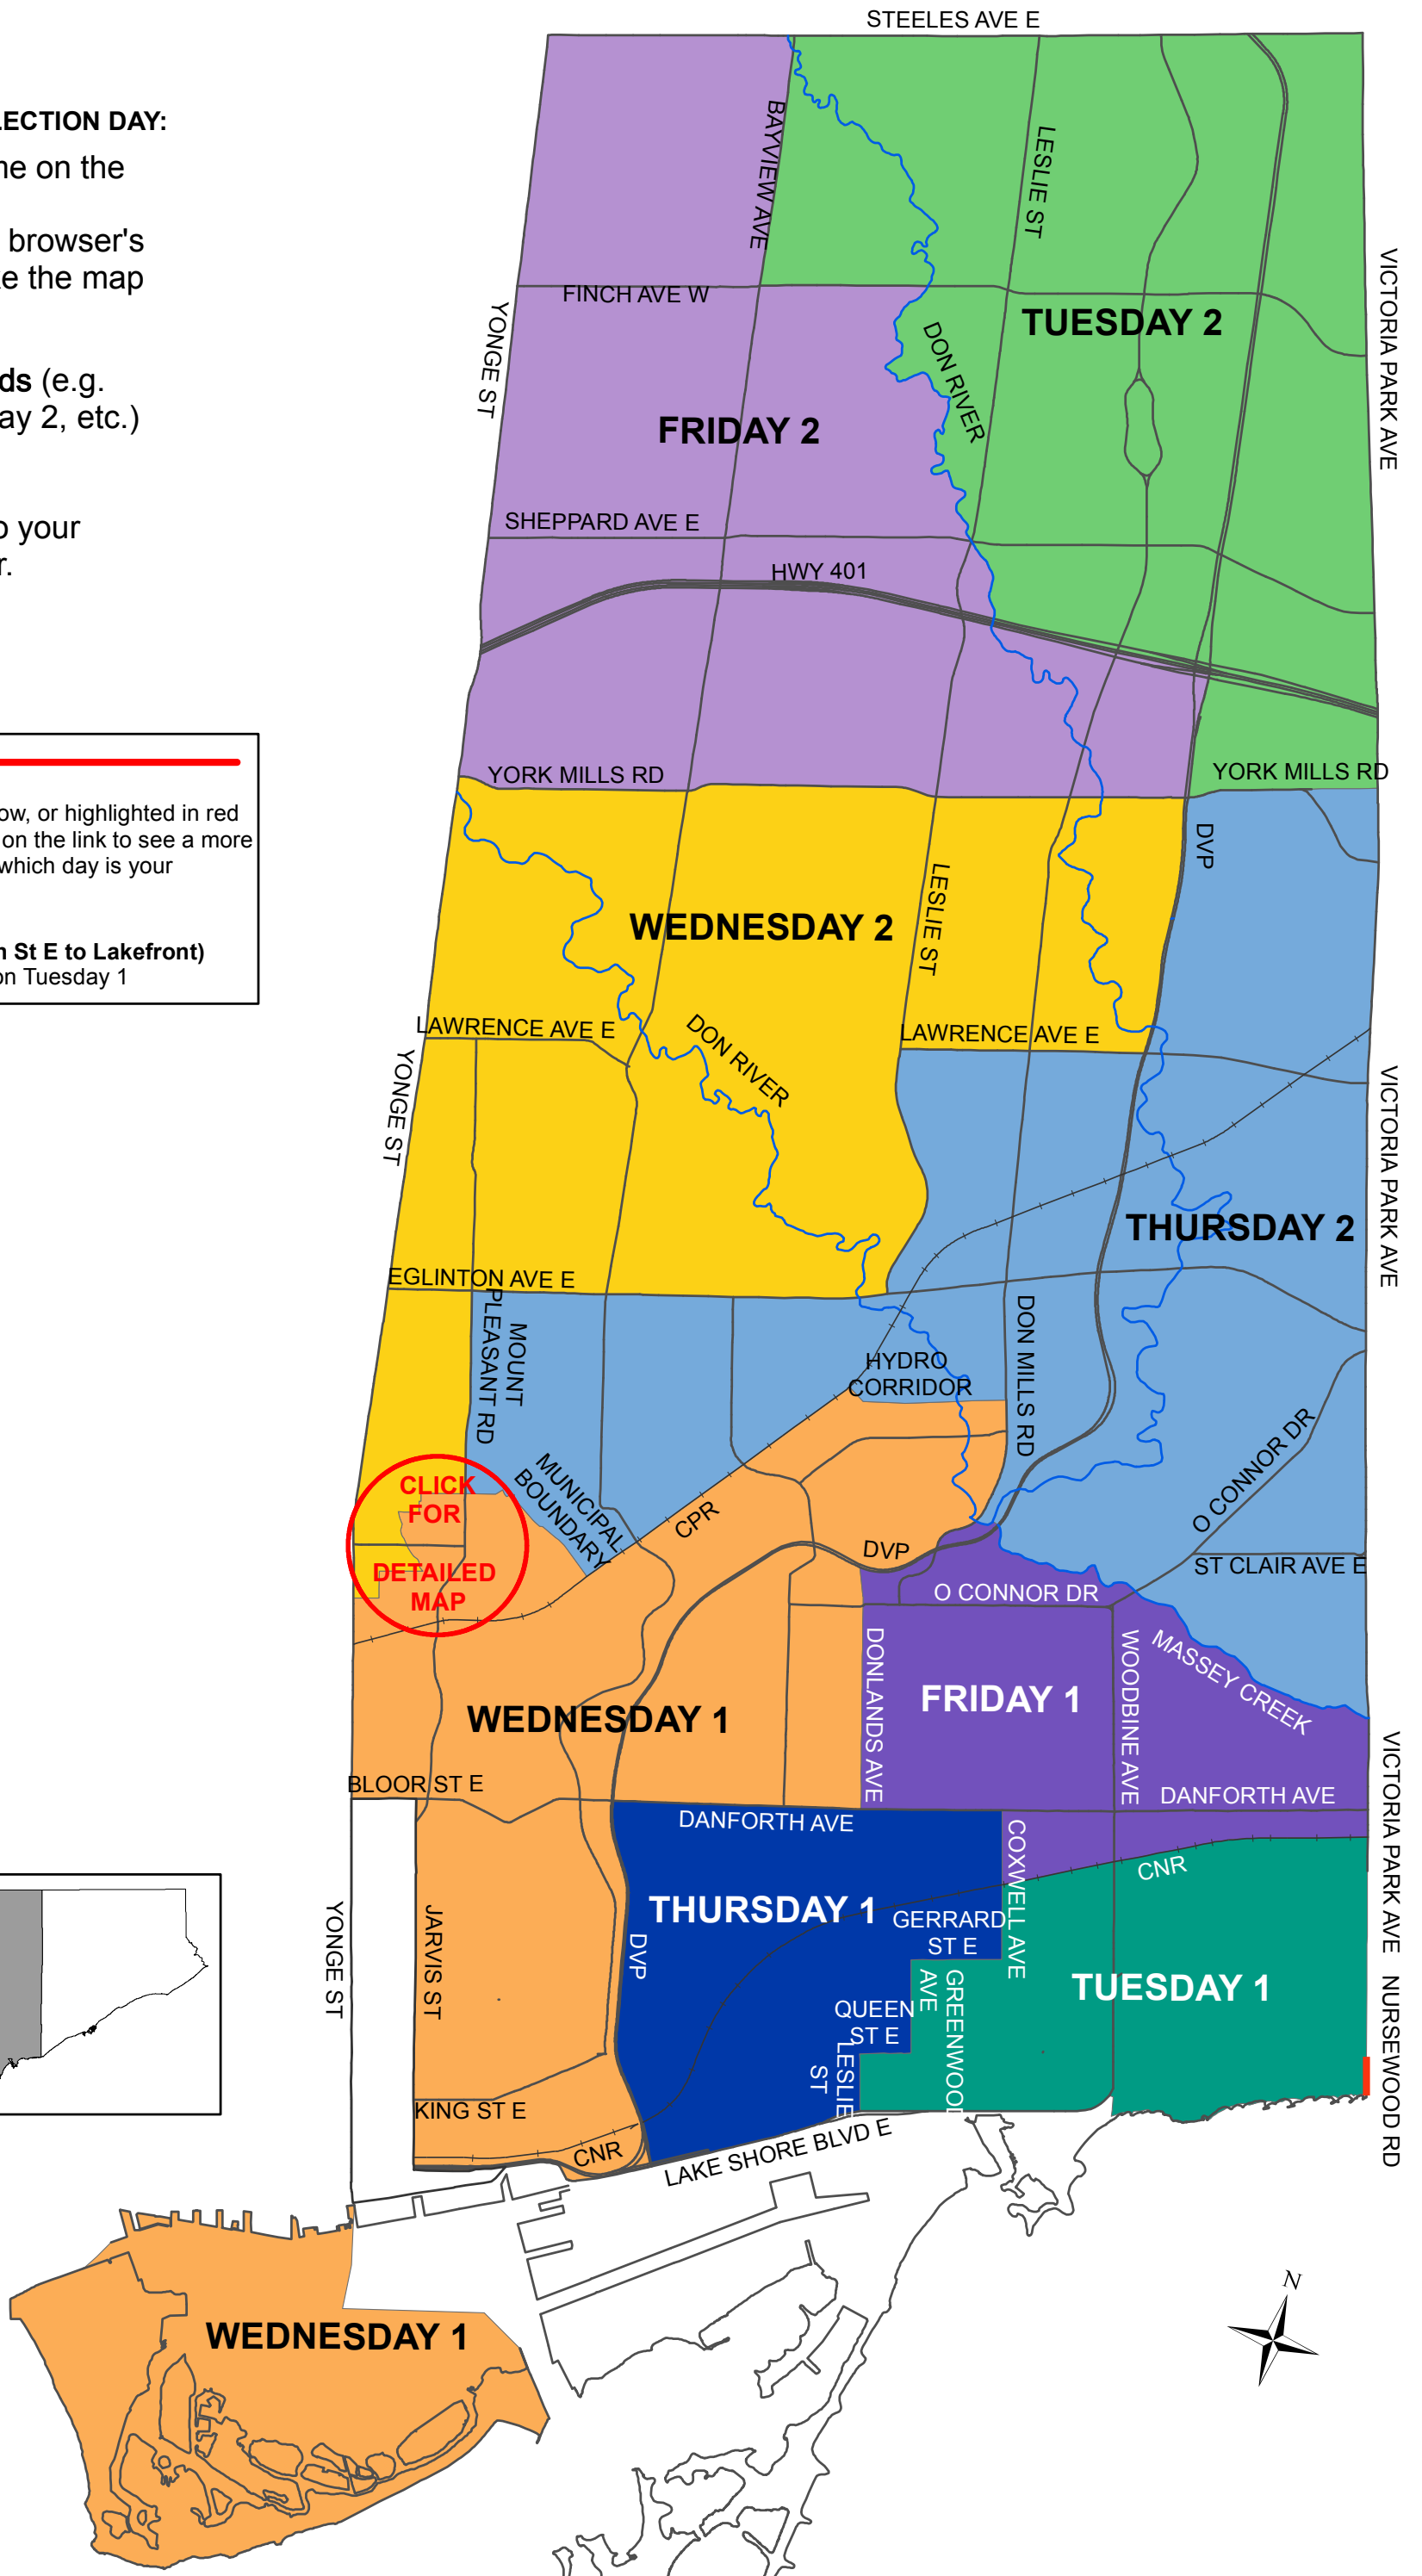 STEELES AVE E
LECTION DAY:
ne on the
browser's
e the map
ds (e.g.
ay 2, etc.)
o your
r.
BAYVIEW AVE
LESLIE ST
VICTORIA PARK AVE
FINCH AVE W
TUESDAY 2
YONGE ST
DON RIVER
FRIDAY 2
SHEPPARD AVE E
HWY 401
YORK MILLS RD
YORK MILLS RD
ow, or highlighted in red
on the link to see a more
which day is your
n St E to Lakefront)
on Tuesday 1
DVP
LESLIE ST
WEDNESDAY 2
LAWRENCE AVE E
DON RIVER
LAWRENCE AVE E
YONGE ST
VICTORIA PARK AVE
THURSDAY 2
EGLINTON AVE E
MOUNT
PLEASANT RD
DON MILLS RD
HYDRO
CORRIDOR
O CONNOR DR
MUNICIPAL
BOUNDARY
CLICK
FOR
DETAILED
MAP
CPR
DVP
ST CLAIR AVE E
O CONNOR DR
DONLANDS AVE
WOODBINE AVE
MASSEY CREEK
FRIDAY 1
WEDNESDAY 1
BLOOR ST E
DANFORTH AVE
DANFORTH AVE
VICTORIA PARK AVE
COXWELL AVE
CNR
THURSDAY 1
GERRARD
ST E
YONGE ST
JARVIS ST
DVP
GREENWOOD
AVE
TUESDAY 1
NURSEWOOD RD
QUEEN
ST E
LESLIE
ST
KING ST E
CNR
LAKE SHORE BLVD E
N
WEDNESDAY 1